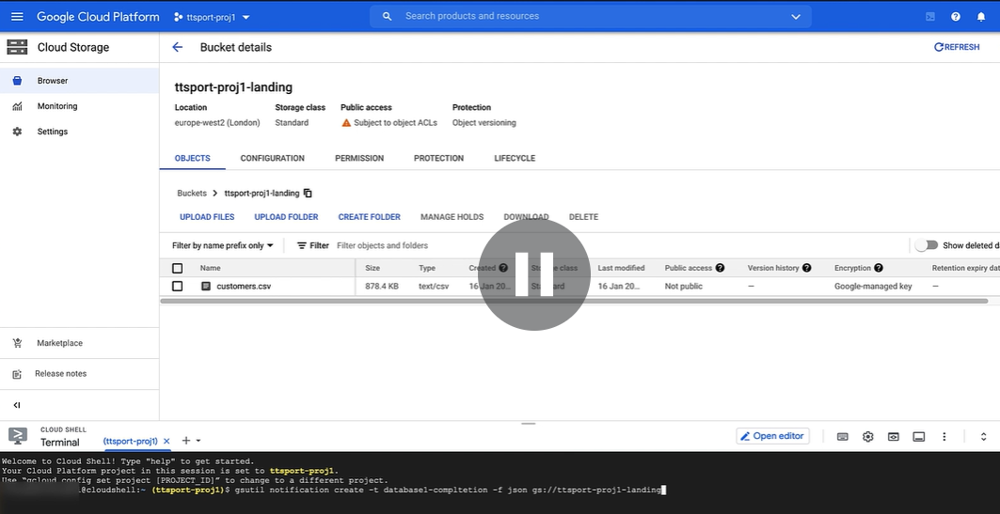 Google Cloud Platform ttsport-proj1 Search products and resources
Cloud Storage Bucket details REFRESH
Browser
Monitoring
Settings
ttsport-proj1-landing
Location Storage class Public access Protection
europe-west2 (London) Standard Subject to object ACLs Object versioning
OBJECTS CONFIGURATION PERMISSION PROTECTION LIFECYCLE
Buckets > ttsport-proj1-landing
UPLOAD FILES UPLOAD FOLDER CREATE FOLDER MANAGE HOLDS DOWNLOAD DELETE
Filter by name prefix only Filter Filter objects and folders Show deleted d
Name Size Type Created Storage class Last modified Public access Version history Encryption Retention expiry dat
customers.csv 878.4 KB text/csv 16 Jan 20... Standard 16 Jan 20... Not public — Google-managed key —
Marketplace
Release notes
CLOUD SHELL
Terminal (ttsport-proj1) Open editor
Welcome to Cloud Shell! Type "help" to get started.
Your Cloud Platform project in this session is set to ttsport-proj1.
Use "gcloud config set project [PROJECT_ID]" to change to a different project.
@cloudshell:~ (ttsport-proj1)$ gsutil notification create -t databasel-compltetion -f json gs://ttsport-proj1-landing